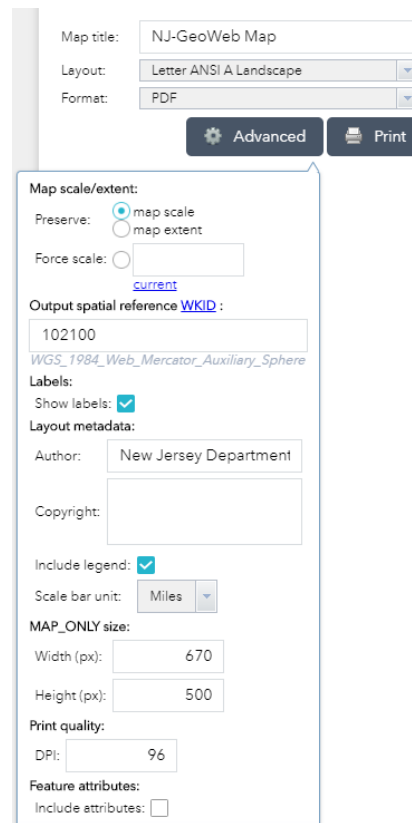 Map title: NJ-GeoWeb Map
Layout: Letter ANSI A Landscape
Format: PDF
Advanced Print
Map scale/extent:
Preserve: map scale
map extent
Force scale:
current
Output spatial reference WKID :
102100
WGS_1984_Web_Mercator_Auxiliary_Sphere
Labels:
Show labels:
Layout metadata:
Author: New Jersey Department
Copyright:
Include legend:
Scale bar unit: Miles
MAP_ONLY size:
Width (px): 670
Height (px): 500
Print quality:
DPI: 96
Feature attributes:
Include attributes: